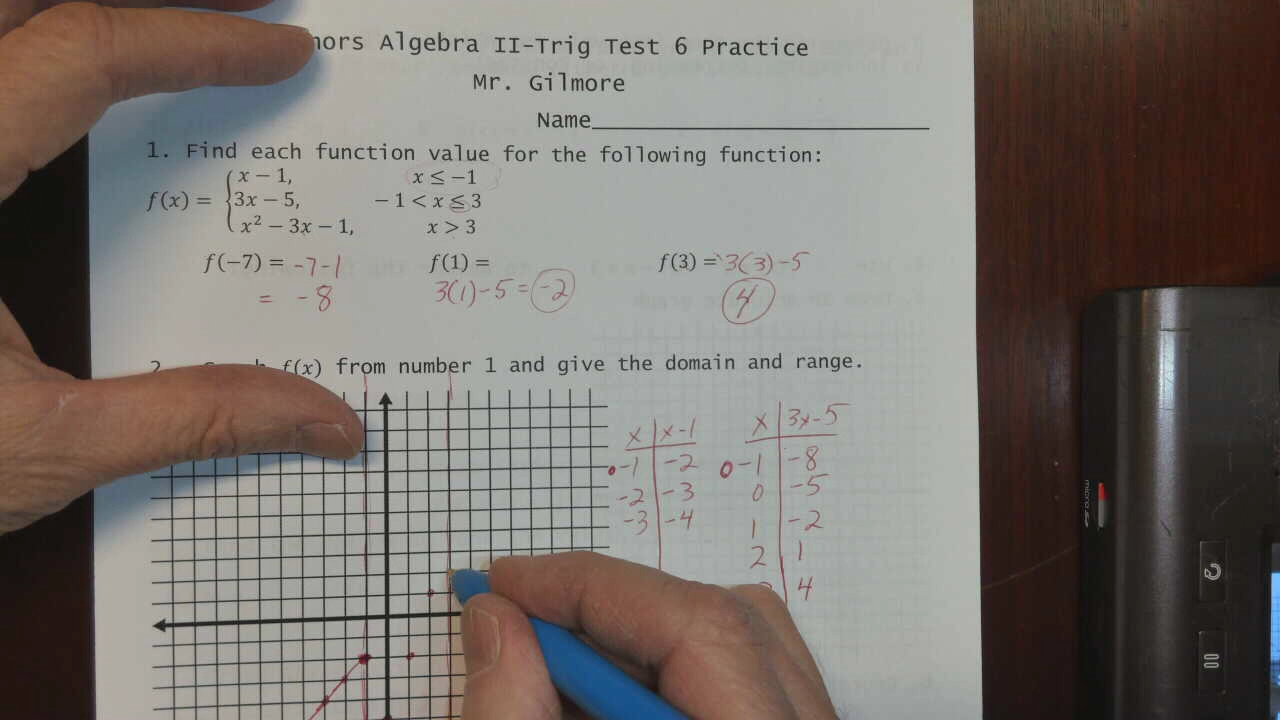 nors Algebra II-Trig Test 6 Practice
Mr. Gilmore
Name
1. Find each function value for the following function:
f(x) = { x − 1, x ≤ −1
3x − 5, − 1 < x ≤ 3
x² − 3x − 1, x > 3
f(−7) = -7-1 f(1) = f(3) = 3(3)-5
= -8 3(1)-5 = -2 4
2. f(x) from number 1 and give the domain and range.
x | x-1 x | 3x-5
-1 | -2 -1 | -8
-2 | -3 0 | -5
-3 | -4 1 | -2
2 | 1
4
micro